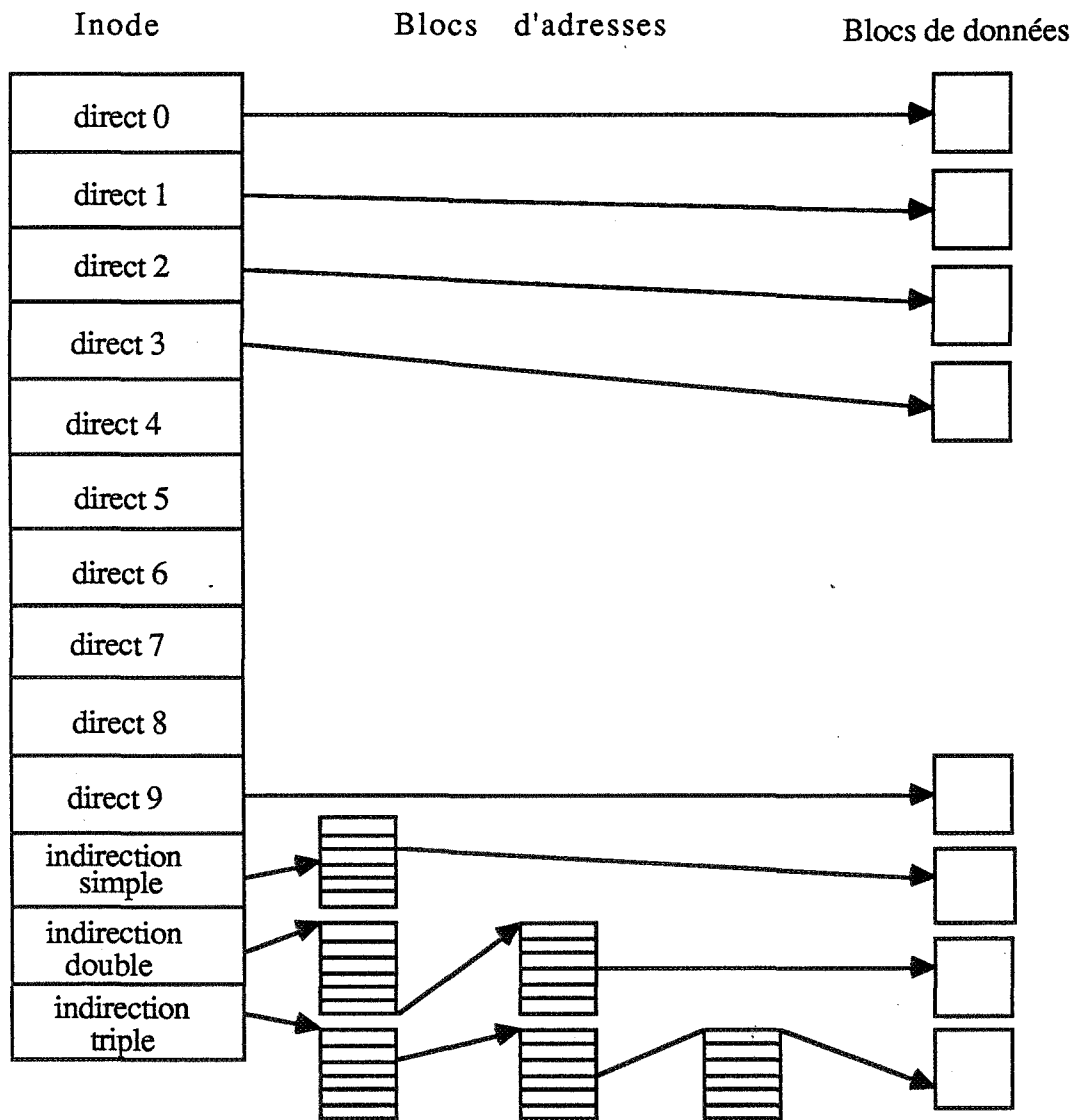 Inode
Blocs d'adresses
Blocs de données
direct 0
direct 1
direct 2
direct 3
direct 4
direct 5
direct 6
direct 7
direct 8
direct 9
indirection
simple
indirection
double
indirection
triple